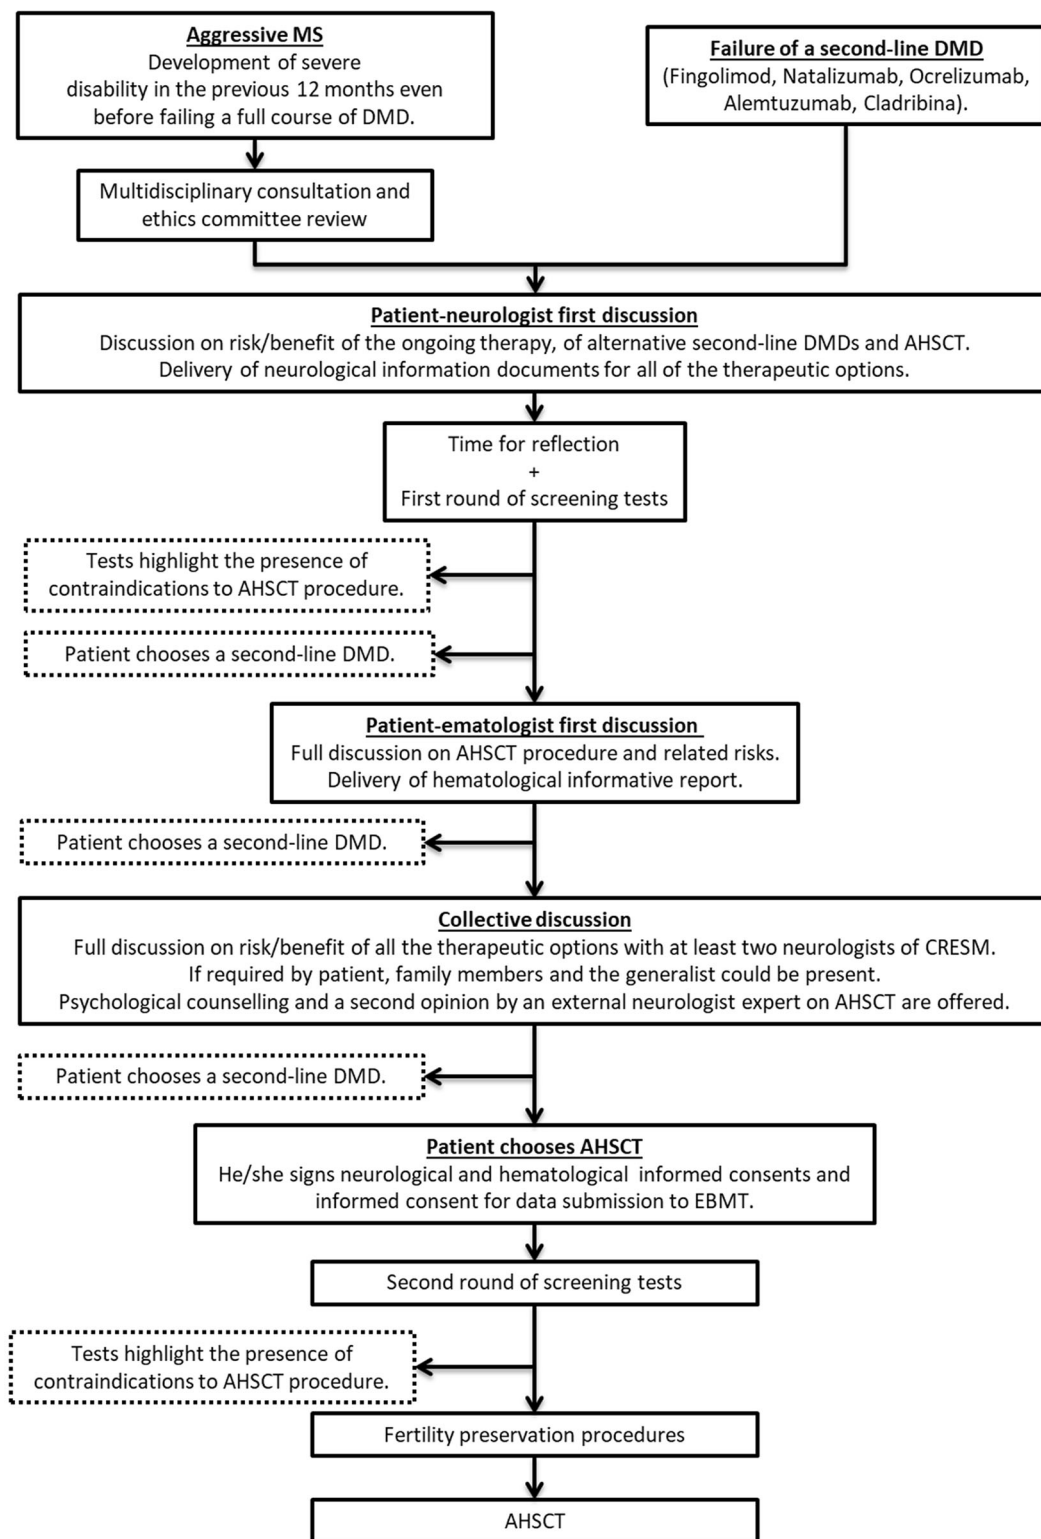 Aggressive MS
Development of severe
disability in the previous 12 months even
before failing a full course of DMD.
Failure of a second-line DMD
(Fingolimod, Natalizumab, Ocrelizumab,
Alemtuzumab, Cladribina).
Multidisciplinary consultation and
ethics committee review
Patient-neurologist first discussion
Discussion on risk/benefit of the ongoing therapy, of alternative second-line DMDs and AHSCT.
Delivery of neurological information documents for all of the therapeutic options.
Time for reflection
+
First round of screening tests
Tests highlight the presence of
contraindications to AHSCT procedure.
Patient chooses a second-line DMD.
Patient-ematologist first discussion
Full discussion on AHSCT procedure and related risks.
Delivery of hematological informative report.
Patient chooses a second-line DMD.
Collective discussion
Full discussion on risk/benefit of all the therapeutic options with at least two neurologists of CRESM.
If required by patient, family members and the generalist could be present.
Psychological counselling and a second opinion by an external neurologist expert on AHSCT are offered.
Patient chooses a second-line DMD.
Patient chooses AHSCT
He/she signs neurological and hematological informed consents and
informed consent for data submission to EBMT.
Second round of screening tests
Tests highlight the presence of
contraindications to AHSCT procedure.
Fertility preservation procedures
AHSCT